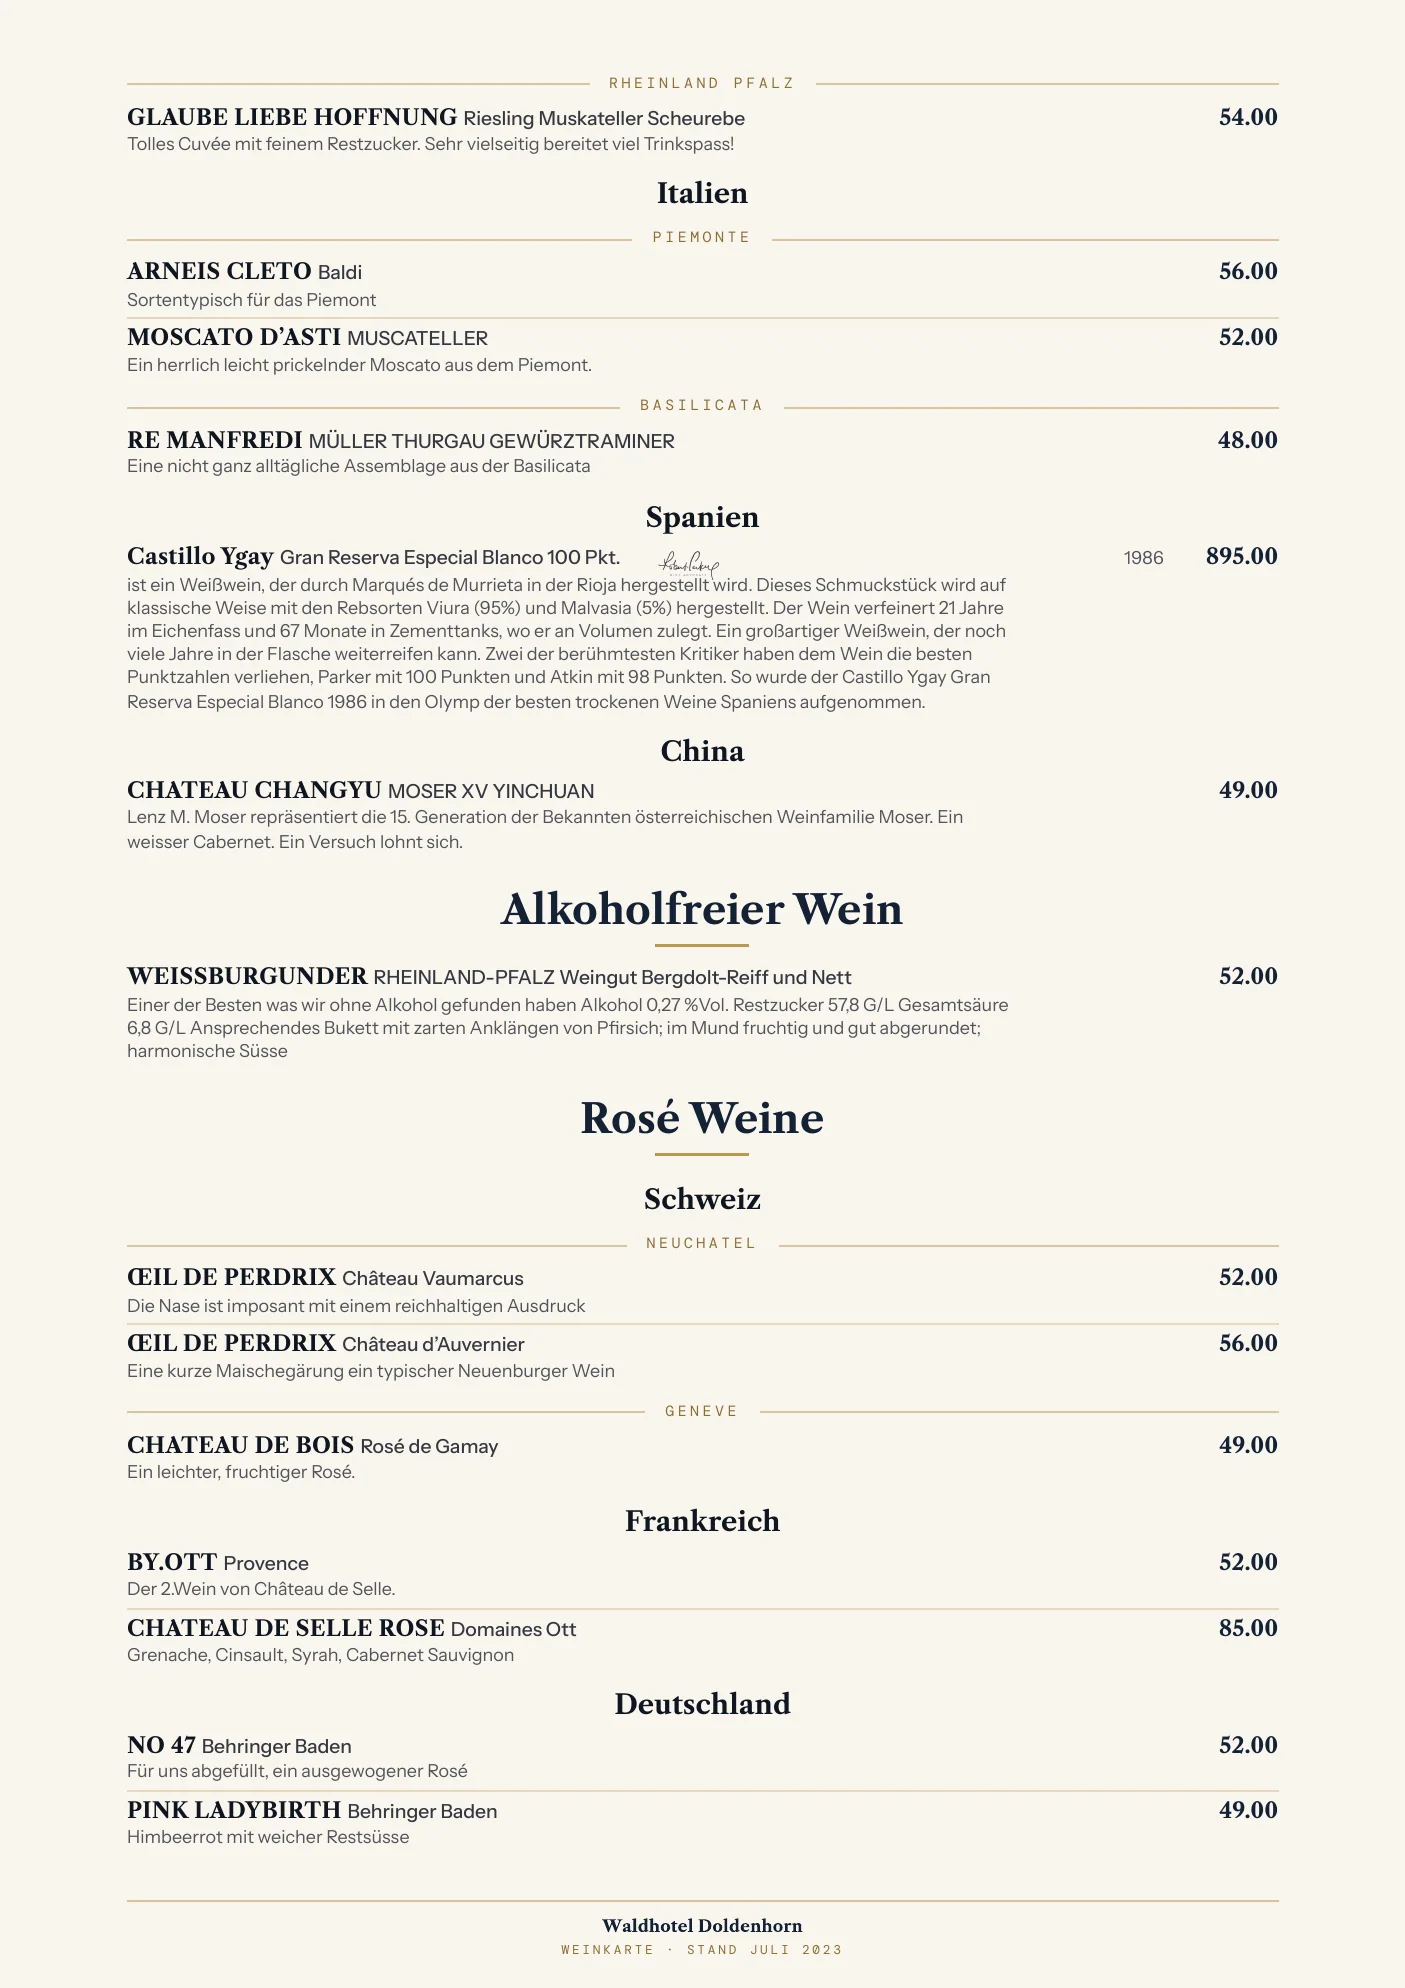 RHEINLAND PFALZ
GLAUBE LIEBE HOFFNUNG Riesling Muskateller Scheurebe 54.00
Tolles Cuvée mit feinem Restzucker. Sehr vielseitig bereitet viel Trinkspass!
Italien
PIEMONTE
ARNEIS CLETO Baldi 56.00
Sortentypisch für das Piemont
MOSCATO D’ASTI MUSCATELLER 52.00
Ein herrlich leicht prickelnder Moscato aus dem Piemont.
BASILICATA
RE MANFREDI MÜLLER THURGAU GEWÜRZTRAMINER 48.00
Eine nicht ganz alltägliche Assemblage aus der Basilicata
Spanien
Castillo Ygay Gran Reserva Especial Blanco 100 Pkt. 1986 895.00
ist ein Weißwein, der durch Marqués de Murrieta in der Rioja hergestellt wird. Dieses Schmuckstück wird auf
klassische Weise mit den Rebsorten Viura (95%) und Malvasia (5%) hergestellt. Der Wein verfeinert 21 Jahre
im Eichenfass und 67 Monate in Zementtanks, wo er an Volumen zulegt. Ein großartiger Weißwein, der noch
viele Jahre in der Flasche weiterreifen kann. Zwei der berühmtesten Kritiker haben dem Wein die besten
Punktzahlen verliehen, Parker mit 100 Punkten und Atkin mit 98 Punkten. So wurde der Castillo Ygay Gran
Reserva Especial Blanco 1986 in den Olymp der besten trockenen Weine Spaniens aufgenommen.
China
CHATEAU CHANGYU MOSER XV YINCHUAN 49.00
Lenz M. Moser repräsentiert die 15. Generation der Bekannten österreichischen Weinfamilie Moser. Ein
weisser Cabernet. Ein Versuch lohnt sich.
Alkoholfreier Wein
WEISSBURGUNDER RHEINLAND-PFALZ Weingut Bergdolt-Reiff und Nett 52.00
Einer der Besten was wir ohne Alkohol gefunden haben Alkohol 0,27 %Vol. Restzucker 57,8 G/L Gesamtsäure
6,8 G/L Ansprechendes Bukett mit zarten Anklängen von Pfirsich; im Mund fruchtig und gut abgerundet;
harmonische Süsse
Rosé Weine
Schweiz
NEUCHATEL
ŒIL DE PERDRIX Château Vaumarcus 52.00
Die Nase ist imposant mit einem reichhaltigen Ausdruck
ŒIL DE PERDRIX Château d’Auvernier 56.00
Eine kurze Maischegärung ein typischer Neuenburger Wein
GENEVE
CHATEAU DE BOIS Rosé de Gamay 49.00
Ein leichter, fruchtiger Rosé.
Frankreich
BY.OTT Provence 52.00
Der 2.Wein von Château de Selle.
CHATEAU DE SELLE ROSE Domaines Ott 85.00
Grenache, Cinsault, Syrah, Cabernet Sauvignon
Deutschland
NO 47 Behringer Baden 52.00
Für uns abgefüllt, ein ausgewogener Rosé
PINK LADYBIRTH Behringer Baden 49.00
Himbeerrot mit weicher Restsüsse
Waldhotel Doldenhorn
WEINKARTE · STAND JULI 2023